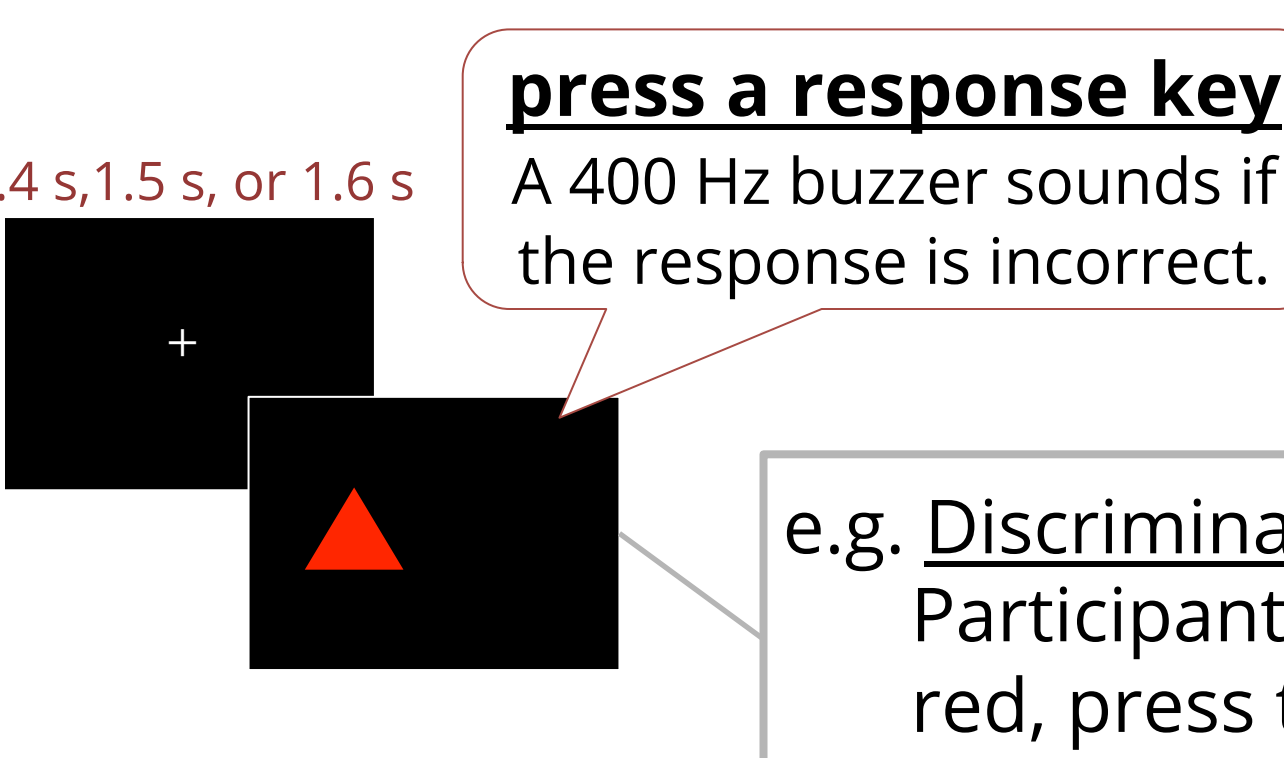 press a response key
.4 s,1.5 s, or 1.6 s
A 400 Hz buzzer sounds if
the response is incorrect.
e.g.
Participant
red, press